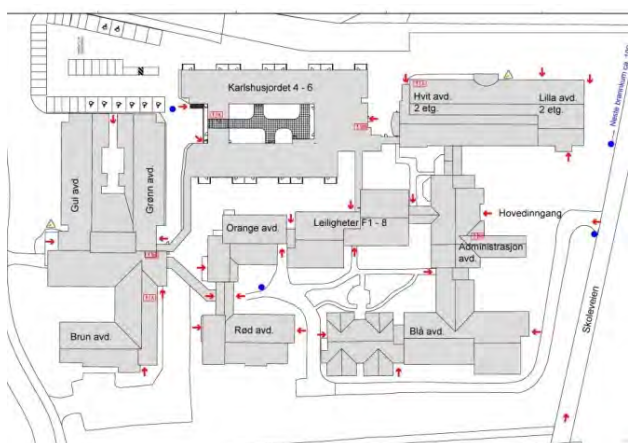 Karlshusjordet 4 - 6
Hvit avd.
2 etg.
Lilla avd.
2 etg.
Gul avd.
Grønn avd.
Orange avd.
Leiligheter F1 - 8
Hovedinngang
Administrasjon
avd.
Brun avd.
Rød avd.
Blå avd.
Skoleveien